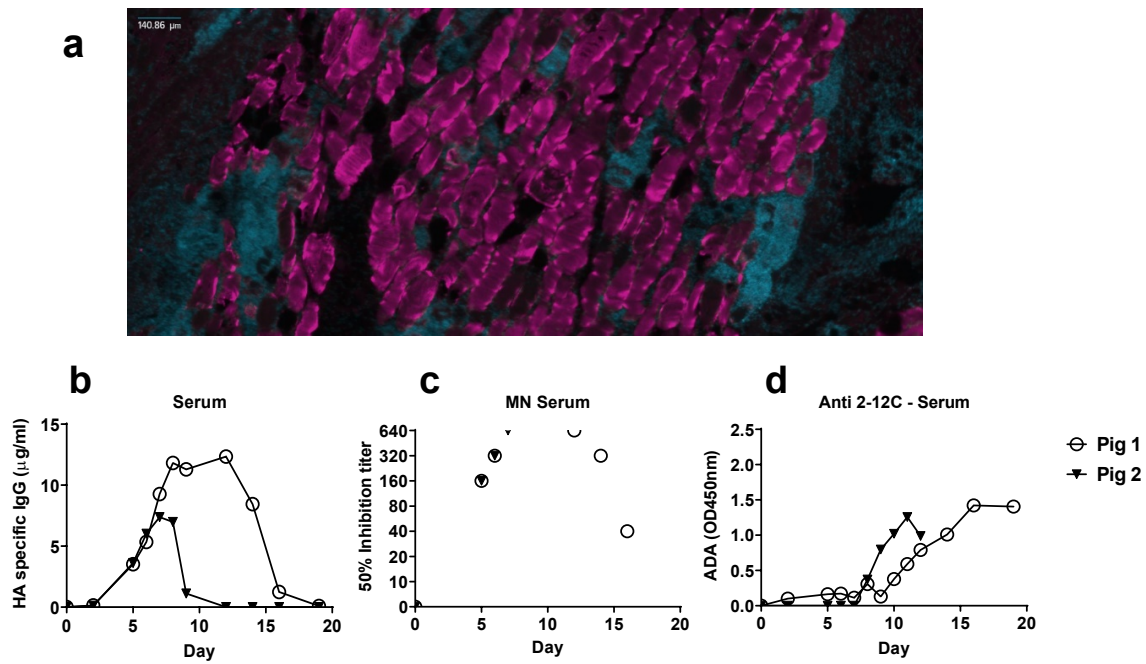 a
140.86 μm
b
Serum
HA specific IgG (μg/ml)
15
10
5
0
0 5 10 15 20
Day
c
MN Serum
50% Inhibition titer
640
320
160
80
40
20
10
0
0 5 10 15 20
Day
d
Anti 2-12C - Serum
ADA (OD450nm)
2.5
2.0
1.5
1.0
0.5
0.0
0 5 10 15 20
Day
Pig 1
Pig 2